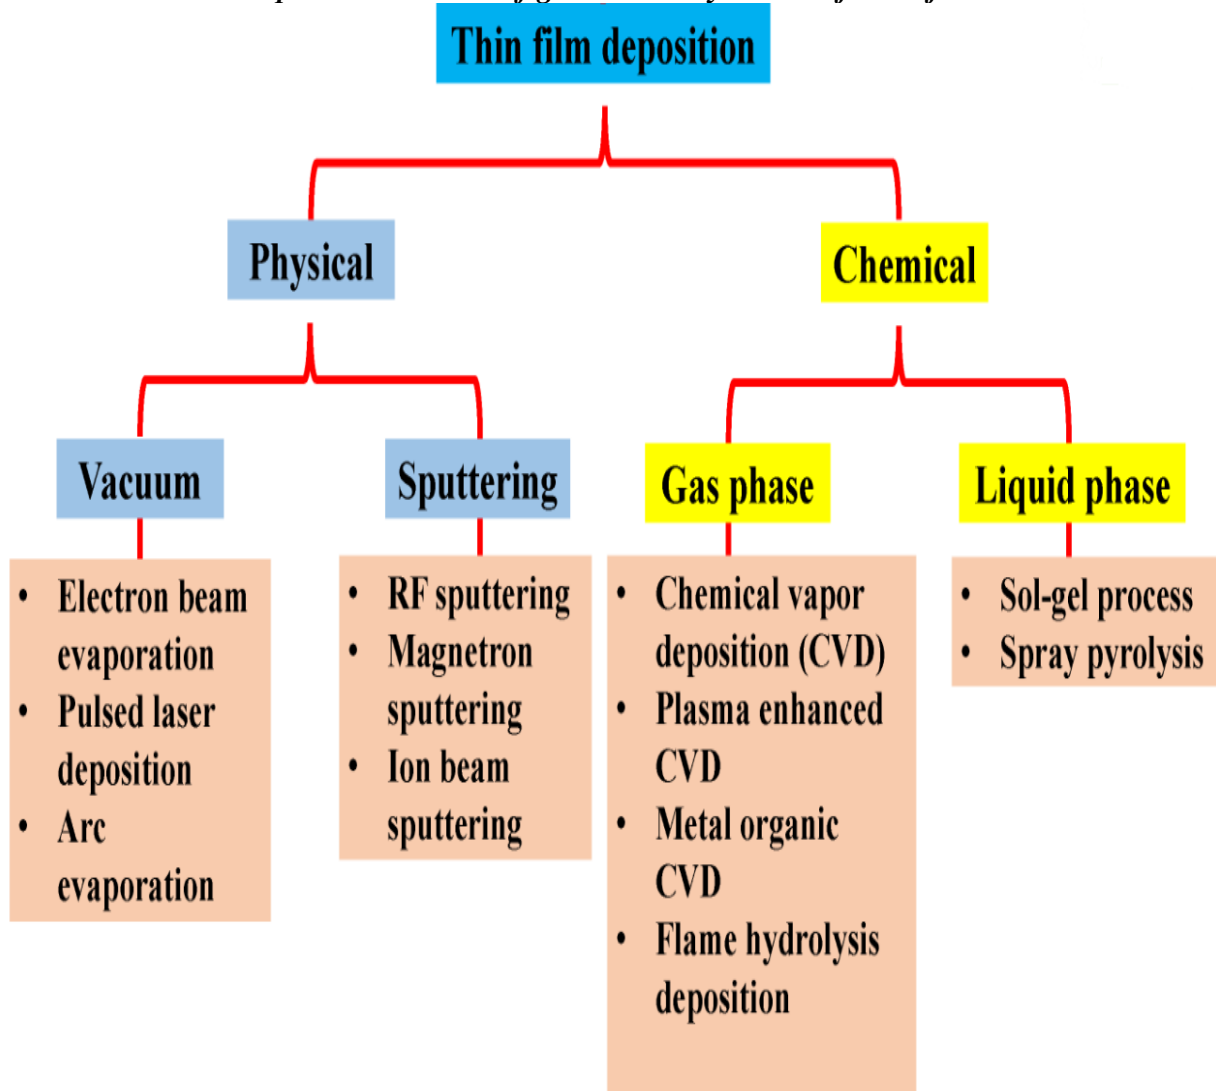 Thin film deposition
Physical
Chemical
Vacuum
Sputtering
Gas phase
Liquid phase
• Electron beam
evaporation
• Pulsed laser
deposition
• Arc
evaporation
• RF sputtering
• Magnetron
sputtering
• Ion beam
sputtering
• Chemical vapor
deposition (CVD)
• Plasma enhanced
CVD
• Metal organic
CVD
• Flame hydrolysis
deposition
• Sol-gel process
• Spray pyrolysis